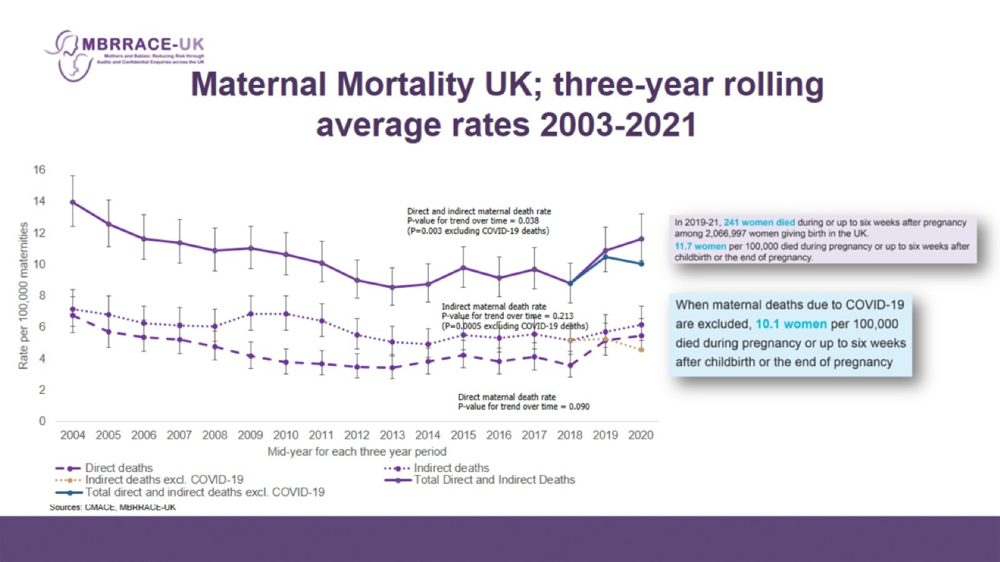 MBRRACE-UK
Mothers and Babies: Reducing Risk through
Audits and Confidential Enquiries across the UK
Maternal Mortality UK; three-year rolling
average rates 2003-2021
Rate per 100,000 maternities
16
14
12
10
8
6
4
2
0
Direct and indirect maternal death rate
P-value for trend over time = 0.038
(P=0.003 excluding COVID-19 deaths)
Indirect maternal death rate
P-value for trend over time = 0.213
(P=0.0005 excluding COVID-19 deaths)
Direct maternal death rate
P-value for trend over time = 0.090
2004 2005 2006 2007 2008 2009 2010 2011 2012 2013 2014 2015 2016 2017 2018 2019 2020
Mid-year for each three year period
Direct deaths
Indirect deaths
Indirect deaths excl. COVID-19
Total Direct and Indirect Deaths
Total direct and indirect deaths excl. COVID-19
Sources: CMACE, MBRRACE-UK
In 2019-21, 241 women died during or up to six weeks after pregnancy
among 2,066,997 women giving birth in the UK.
11.7 women per 100,000 died during pregnancy or up to six weeks after
childbirth or the end of pregnancy.
When maternal deaths due to COVID-19
are excluded, 10.1 women per 100,000
died during pregnancy or up to six weeks
after childbirth or the end of pregnancy